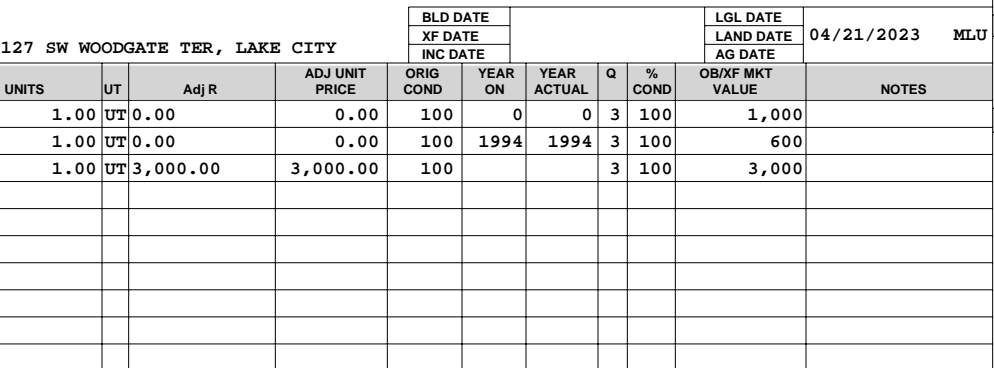 BLD DATE LGL DATE
XF DATE LAND DATE 04/21/2023 MLU
127 SW WOODGATE TER, LAKE CITY
INC DATE AG DATE
UNITS UT Adj R ADJ UNIT PRICE ORIG COND YEAR ON YEAR ACTUAL Q % COND OB/XF MKT VALUE NOTES
1.00 UT 0.00 0.00 100 0 0 3 100 1,000
1.00 UT 0.00 0.00 100 1994 1994 3 100 600
1.00 UT 3,000.00 3,000.00 100 3 100 3,000